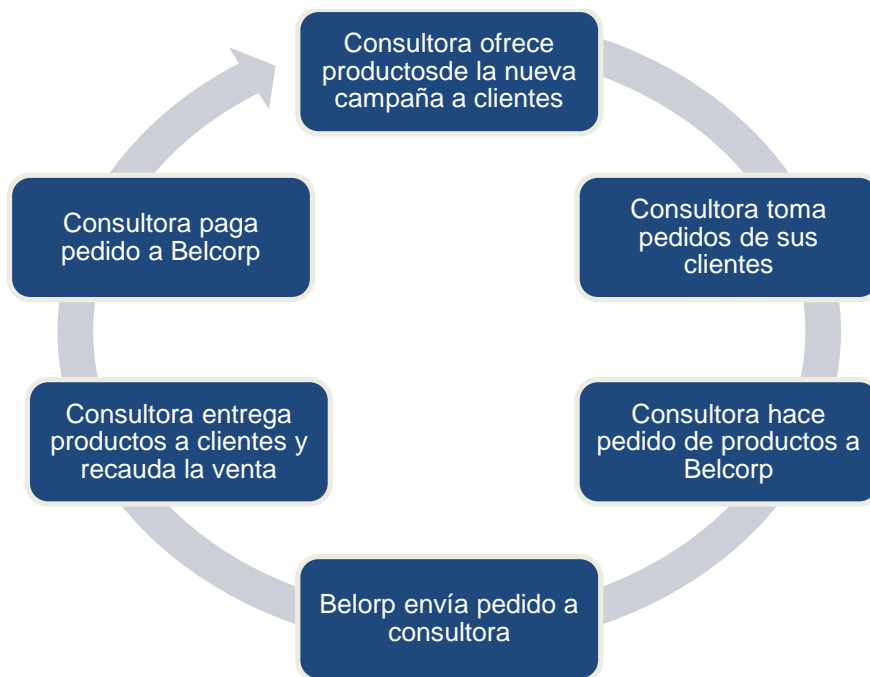 Consultora ofrece
productosde la nueva
campaña a clientes
Consultora toma
pedidos de sus
clientes
Consultora hace
pedido de productos a
Belcorp
Belorp envía pedido a
consultora
Consultora entrega
productos a clientes y
recauda la venta
Consultora paga
pedido a Belcorp